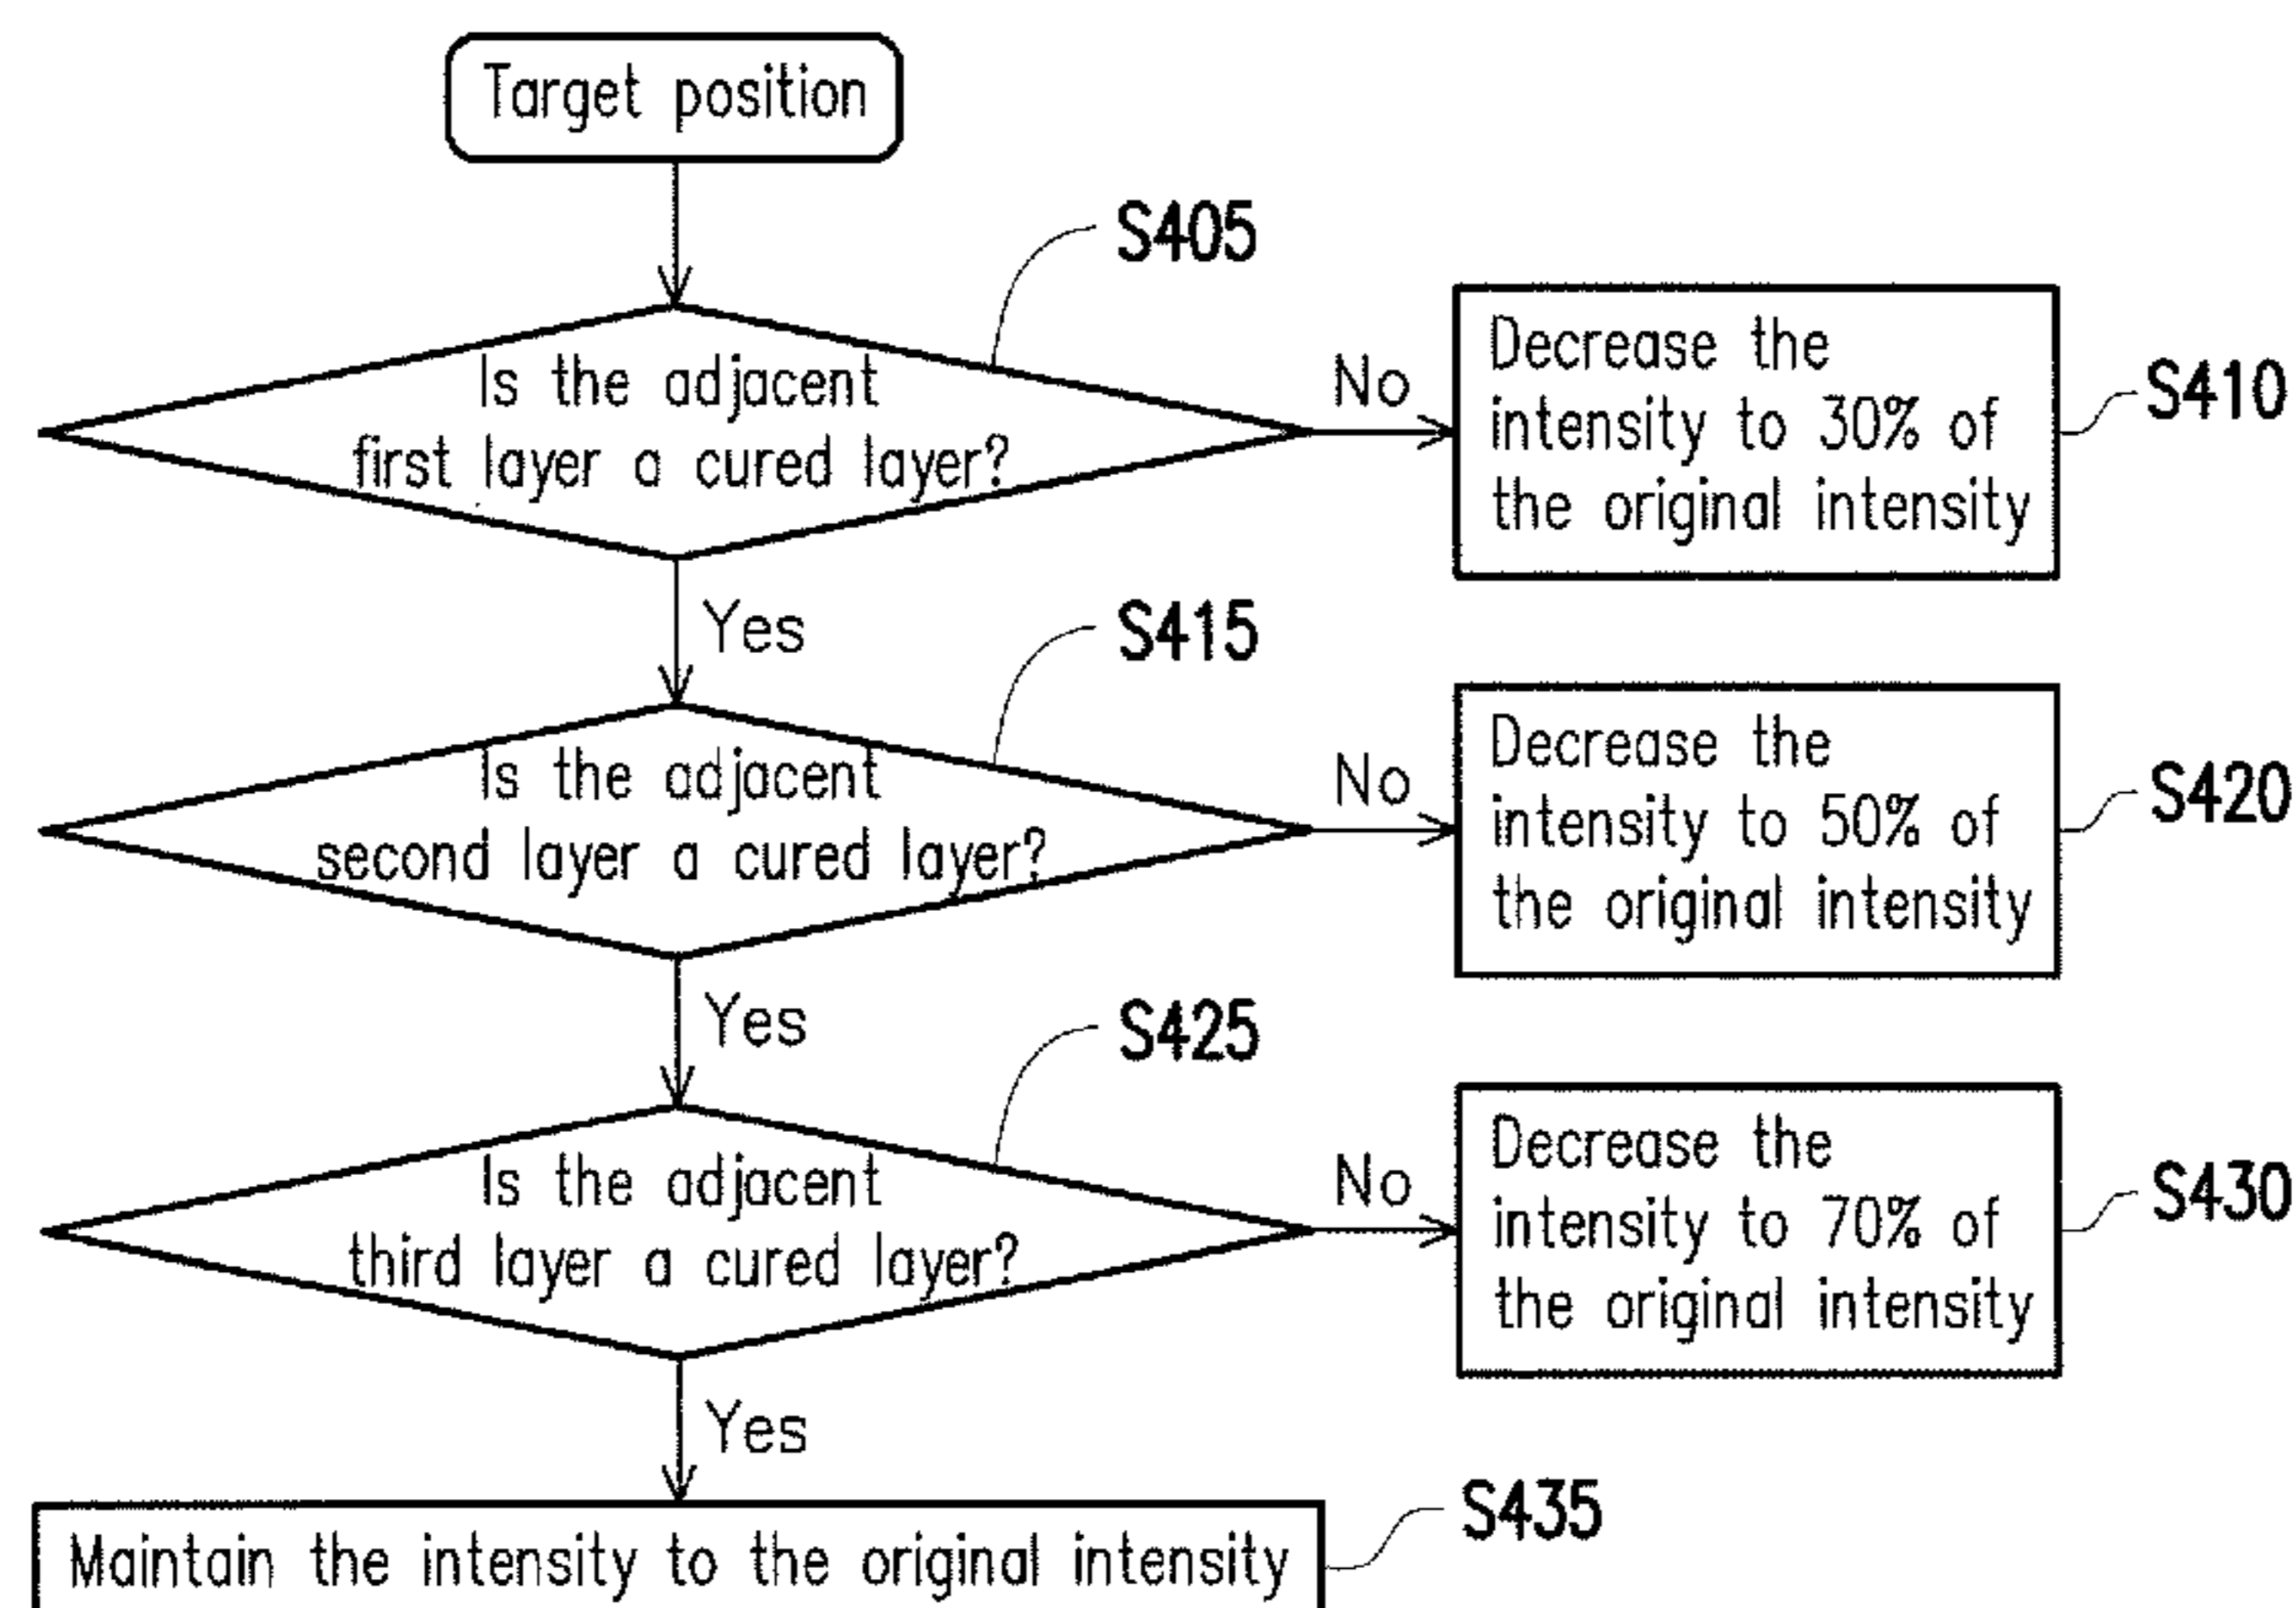 Target position
S405
Is the adjacent
first layer a cured layer?
No
Decrease the
intensity to 30% of
the original intensity
S410
Yes
S415
Is the adjacent
second layer a cured layer?
No
Decrease the
intensity to 50% of
the original intensity
S420
Yes
S425
Is the adjacent
third layer a cured layer?
No
Decrease the
intensity to 70% of
the original intensity
S430
Yes
S435
Maintain the intensity to the original intensity